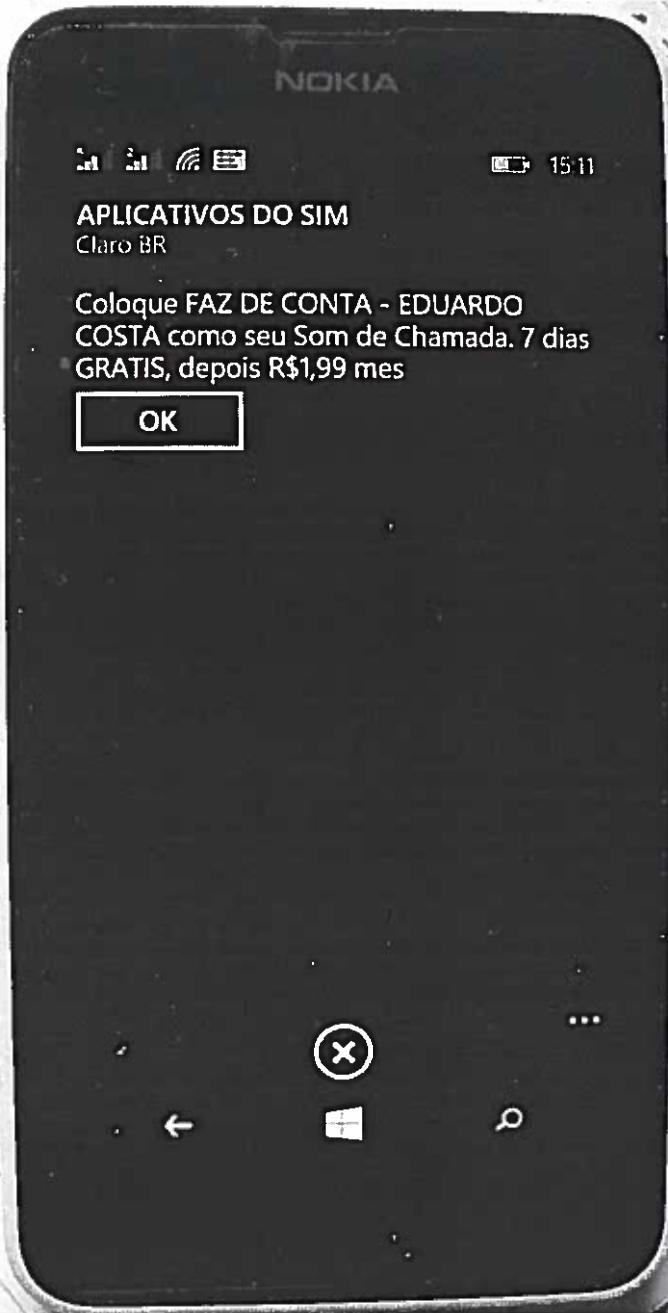 NOKIA
15:11
APLICATIVOS DO SIM
Claro BR
Coloque FAZ DE CONTA - EDUARDO
COSTA como seu Som de Chamada. 7 dias
GRATIS, depois R$1,99 mes
OK